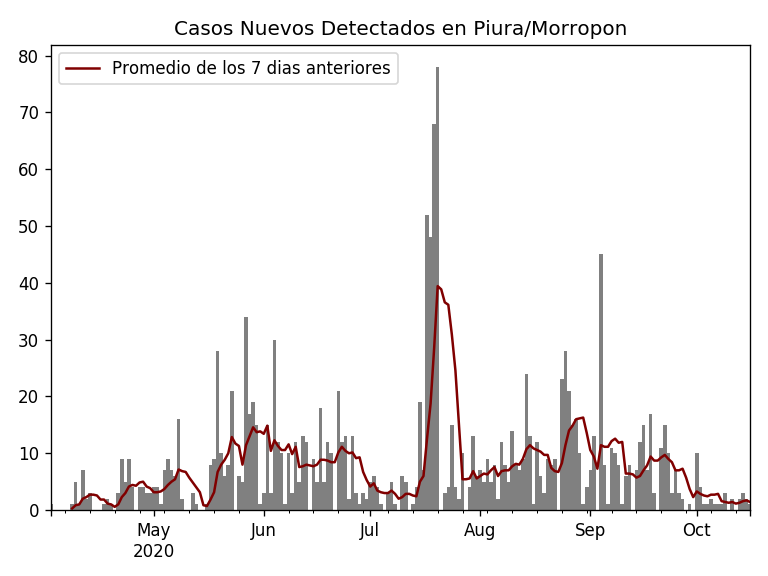 Casos Nuevos Detectados en Piura/Morropon
Promedio de los 7 dias anteriores
80
70
60
50
40
30
20
10
0
May
2020
Jun
Jul
Aug
Sep
Oct